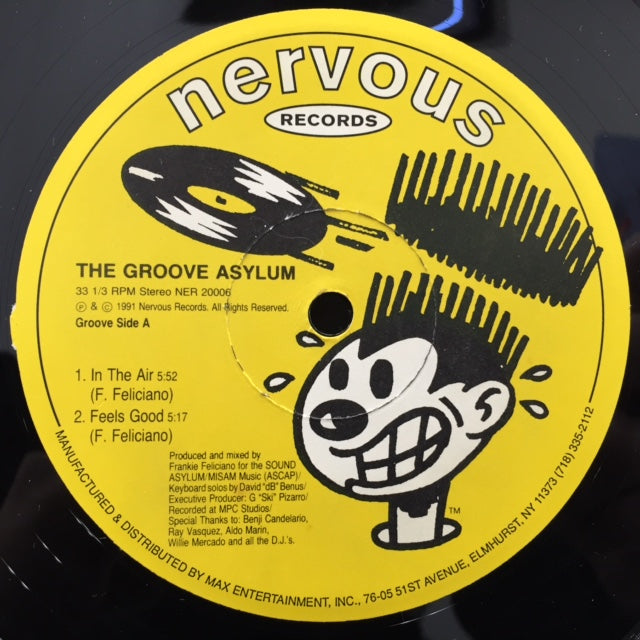 nervous
RECORDS
THE GROOVE ASYLUM
33 1/3 RPM Stereo NER 20006
℗ & © 1991 Nervous Records. All Rights Reserved.
Groove Side A
1. In The Air 5:52
(F. Feliciano)
2. Feels Good 5:17
(F. Feliciano)
Produced and mixed by
Frankie Feliciano for the SOUND
ASYLUM/MISAM Music (ASCAP)/
Keyboard solos by David "dB" Benus/
Executive Producer: G "Ski" Pizarro/
Recorded at MPC Studios/
Special Thanks to: Benji Candelario,
Ray Vasquez, Aldo Marin,
Willie Mercado and all the D.J.'s.
TM
MANUFACTURED & DISTRIBUTED BY MAX ENTERTAINMENT, INC., 76-05 51ST AVENUE, ELMHURST, NY 11373 (718) 335-2112